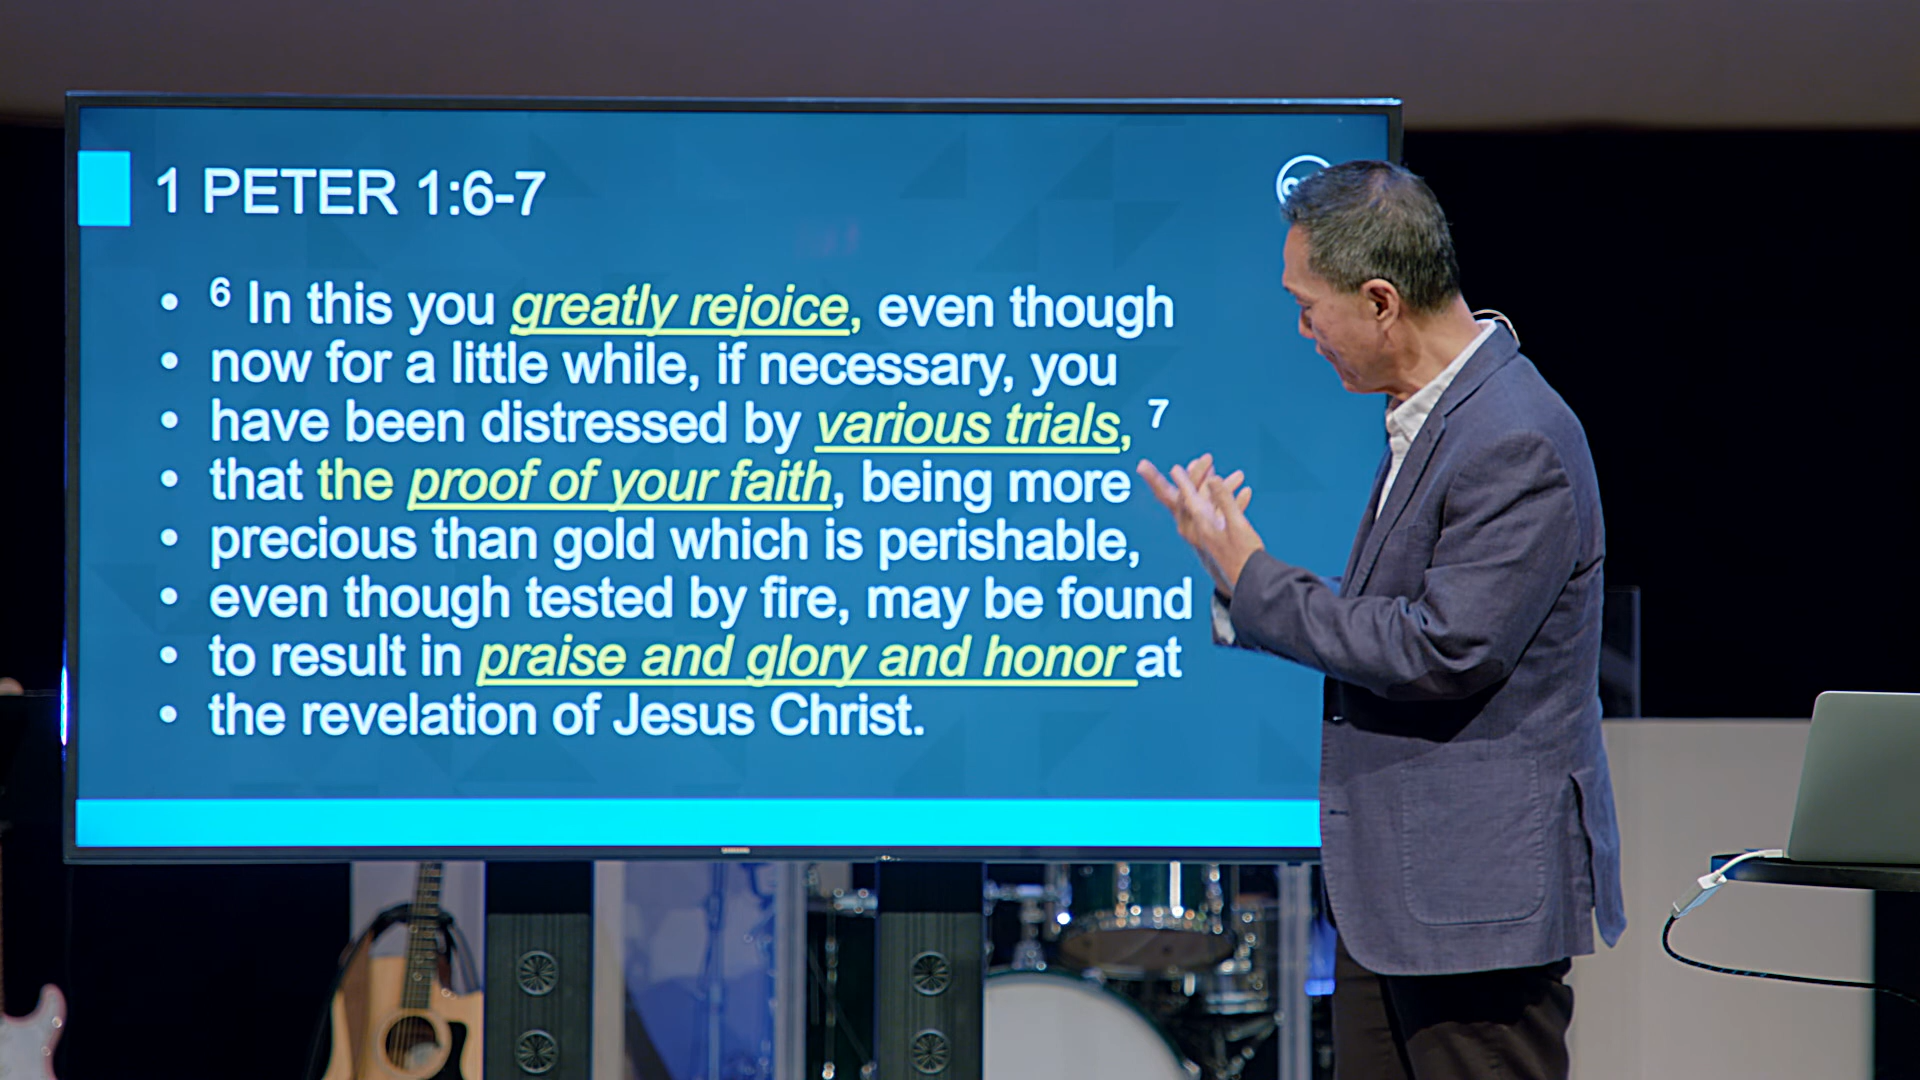 1 PETER 1:6-7
• ⁶ In this you greatly rejoice, even though
• now for a little while, if necessary, you
• have been distressed by various trials, ⁷
• that the proof of your faith, being more
• precious than gold which is perishable,
• even though tested by fire, may be found
• to result in praise and glory and honor at
• the revelation of Jesus Christ.